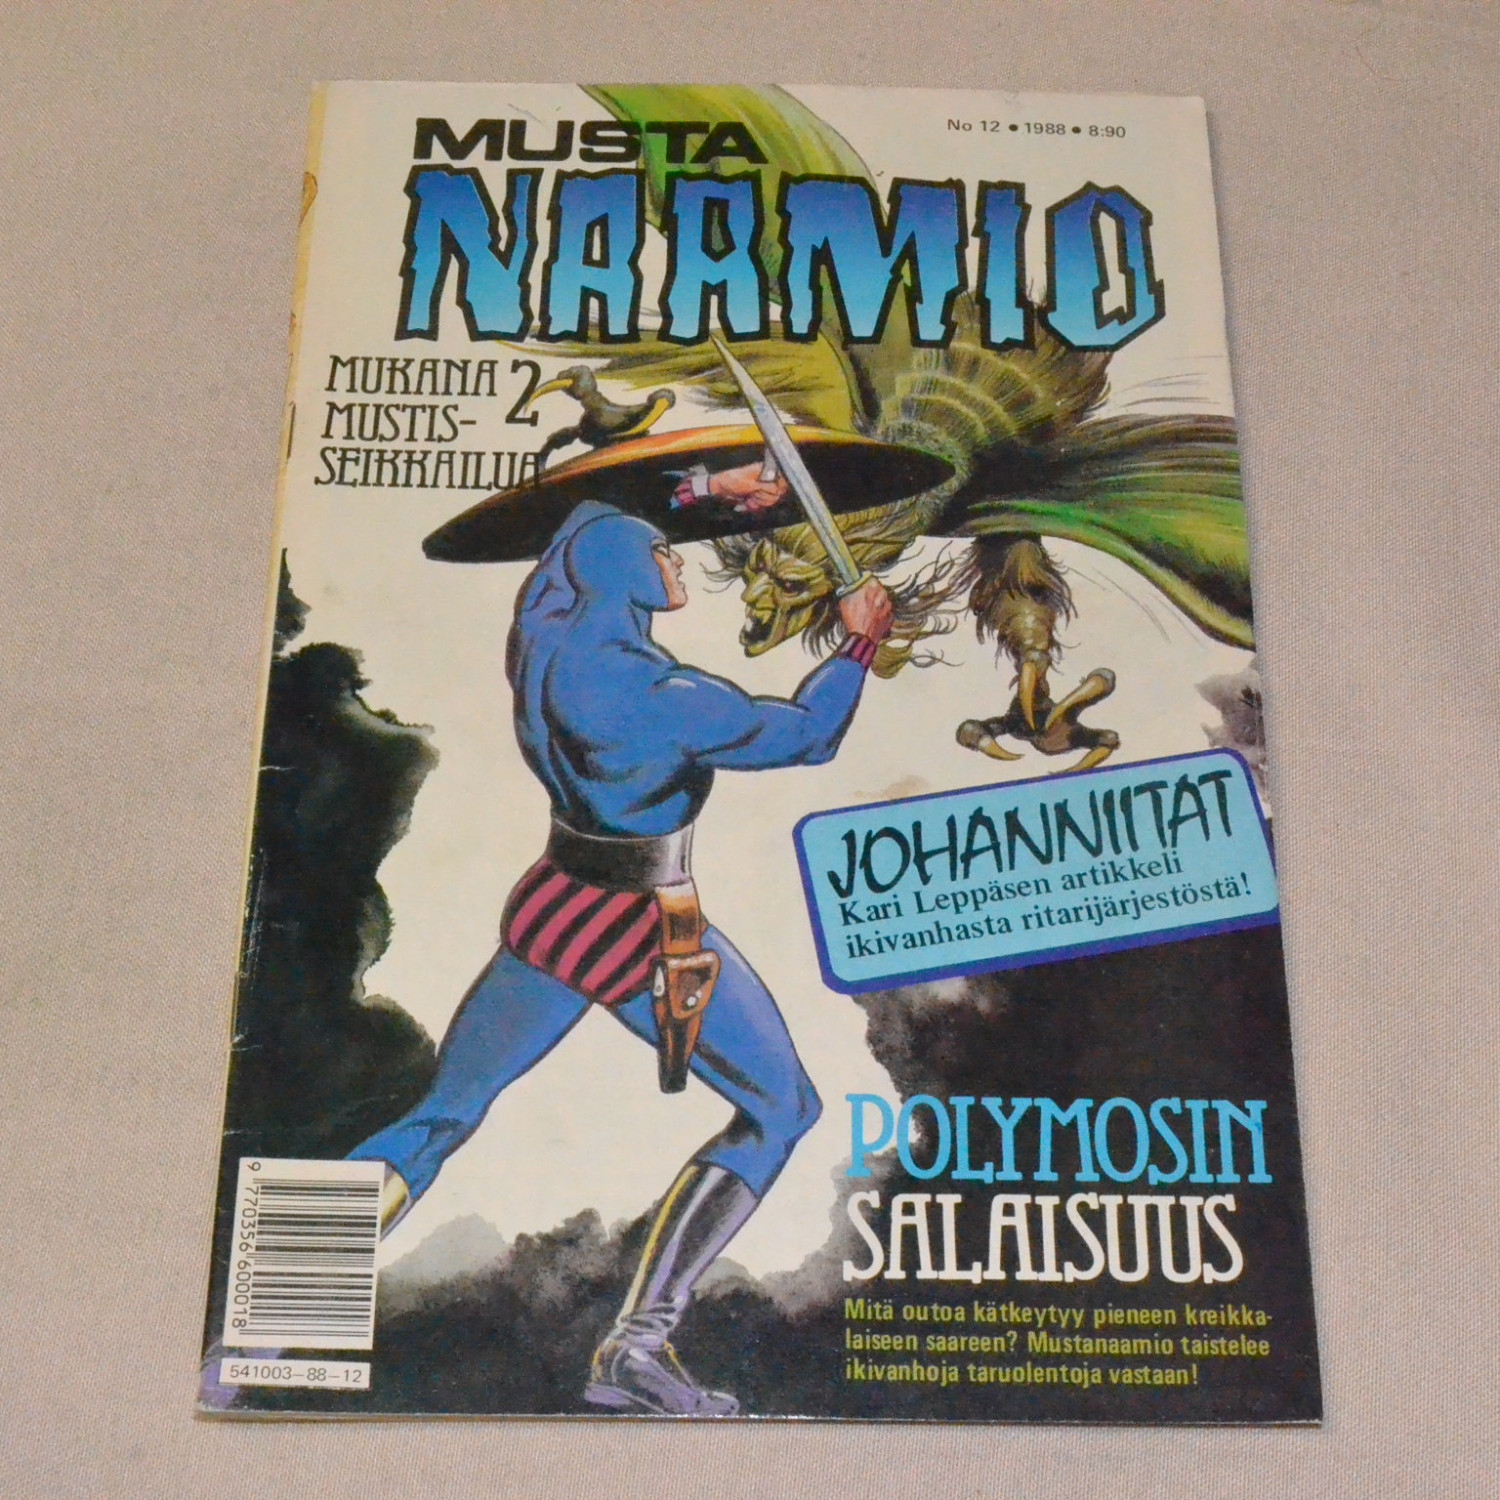 MUSTA
NAAMIO
No 12 • 1988 • 8:90
MUKANA 2
MUSTIS-
SEIKKAILUA
JOHANNIITAT
Kari Leppäsen artikkeli
ikivanhasta ritarijärjestöstä!
POLYMOSIN
SALAISUUS
Mitä outoa kätkeytyy pieneen kreikka-
laiseen saareen? Mustanaamio taistelee
ikivanhoja taruolentoja vastaan!
9 770356 600018
541003-88-12